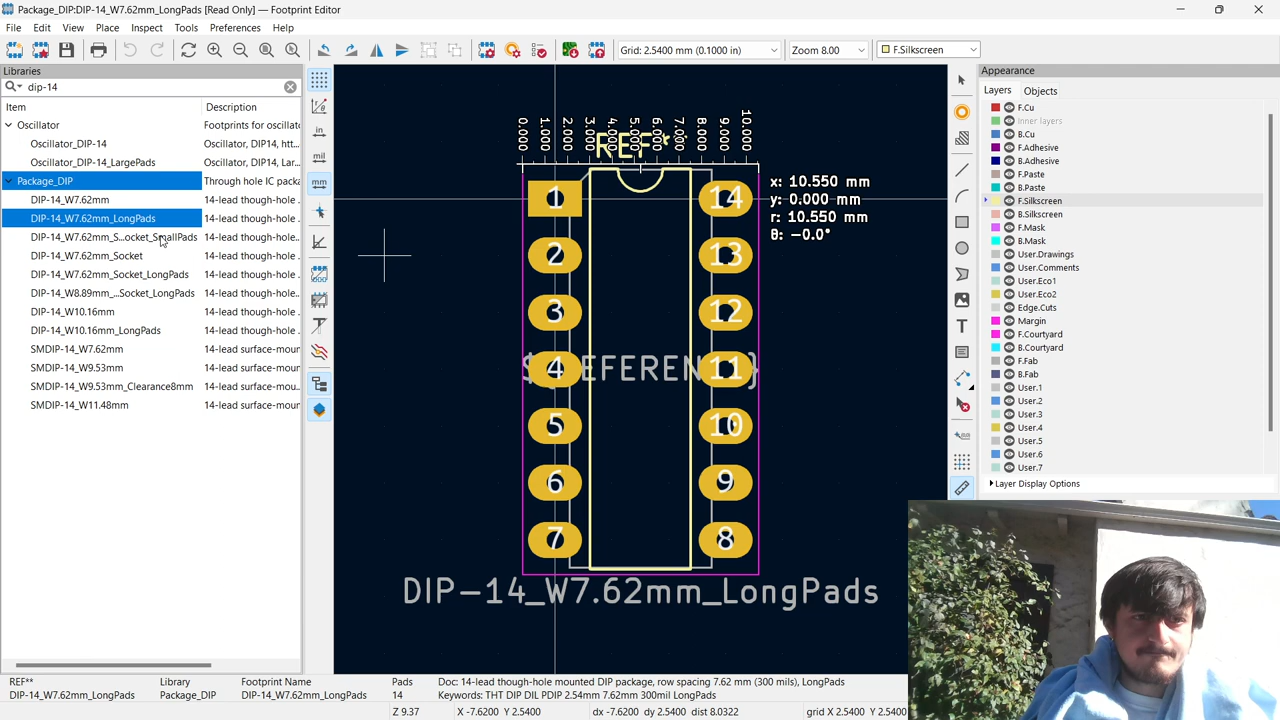 Package_DIP:DIP-14_W7.62mm_LongPads [Read Only] — Footprint Editor
File Edit View Place Inspect Tools Preferences Help
Grid: 2.5400 mm (0.1000 in)
Zoom 8.00
F.Silkscreen
Libraries
dip-14
Item Description
Oscillator Footprints for oscillato
Oscillator_DIP-14 Oscillator, DIP14, htt...
Oscillator_DIP-14_LargePads Oscillator, DIP14, Lar...
Package_DIP Through hole IC packa
DIP-14_W7.62mm 14-lead though-hole...
DIP-14_W7.62mm_LongPads 14-lead though-hole...
DIP-14_W7.62mm_S...ocket_SmallPads 14-lead though-hole...
DIP-14_W7.62mm_Socket 14-lead though-hole...
DIP-14_W7.62mm_Socket_LongPads 14-lead though-hole...
DIP-14_W8.89mm_...Socket_LongPads 14-lead though-hole...
DIP-14_W10.16mm 14-lead though-hole...
DIP-14_W10.16mm_LongPads 14-lead though-hole...
SMDIP-14_W7.62mm 14-lead surface-mour
SMDIP-14_W9.53mm 14-lead surface-mour
SMDIP-14_W9.53mm_Clearance8mm 14-lead surface-mou...
SMDIP-14_W11.48mm 14-lead surface-mour
in
mil
mm
0.000 1.000 2.000 3.000 4.000 5.000 6.000 7.000 8.000 9.000 10.000
REF**
x: 10.550 mm
y: 0.000 mm
r: 10.550 mm
θ: −0.0°
1 14
2 13
3 12
4 11
5 10
6 9
7 8
${REFERENCE}
DIP−14_W7.62mm_LongPads
Appearance
Layers Objects
F.Cu
Inner layers
B.Cu
F.Adhesive
B.Adhesive
F.Paste
B.Paste
F.Silkscreen
B.Silkscreen
F.Mask
B.Mask
User.Drawings
User.Comments
User.Eco1
User.Eco2
Edge.Cuts
Margin
F.Courtyard
B.Courtyard
F.Fab
B.Fab
User.1
User.2
User.3
User.4
User.5
User.6
User.7
Layer Display Options
REF** Library Footprint Name Pads Doc: 14-lead though-hole mounted DIP package, row spacing 7.62 mm (300 mils), LongPads
DIP-14_W7.62mm_LongPads Package_DIP DIP-14_W7.62mm_LongPads 14 Keywords: THT DIP DIL PDIP 2.54mm 7.62mm 300mil LongPads
Z 9.37 X -7.6200 Y 2.5400 dx -7.6200 dy 2.5400 dist 8.0322 grid X 2.5400 Y 2.5400